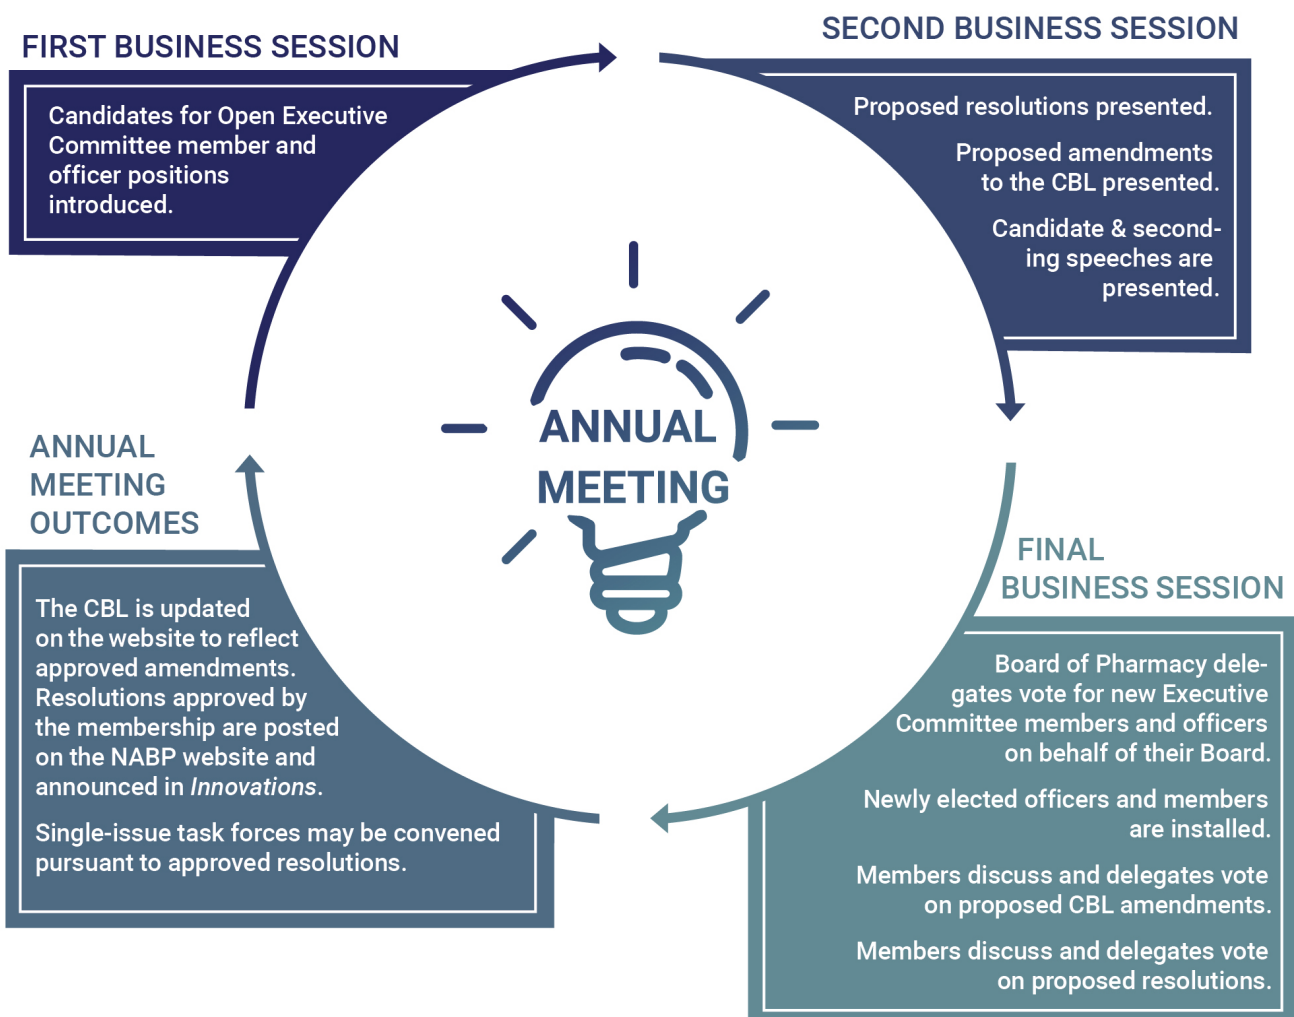 FIRST BUSINESS SESSION
Candidates for Open Executive
Committee member and
officer positions
introduced.
SECOND BUSINESS SESSION
Proposed resolutions presented.
Proposed amendments
to the CBL presented.
Candidate & second-
ing speeches are
presented.
ANNUAL
MEETING
FINAL
BUSINESS SESSION
Board of Pharmacy dele-
gates vote for new Executive
Committee members and officers
on behalf of their Board.
Newly elected officers and members
are installed.
Members discuss and delegates vote
on proposed CBL amendments.
Members discuss and delegates vote
on proposed resolutions.
ANNUAL
MEETING
OUTCOMES
The CBL is updated
on the website to reflect
approved amendments.
Resolutions approved by
the membership are posted
on the NABP website and
announced in Innovations.
Single-issue task forces may be convened
pursuant to approved resolutions.